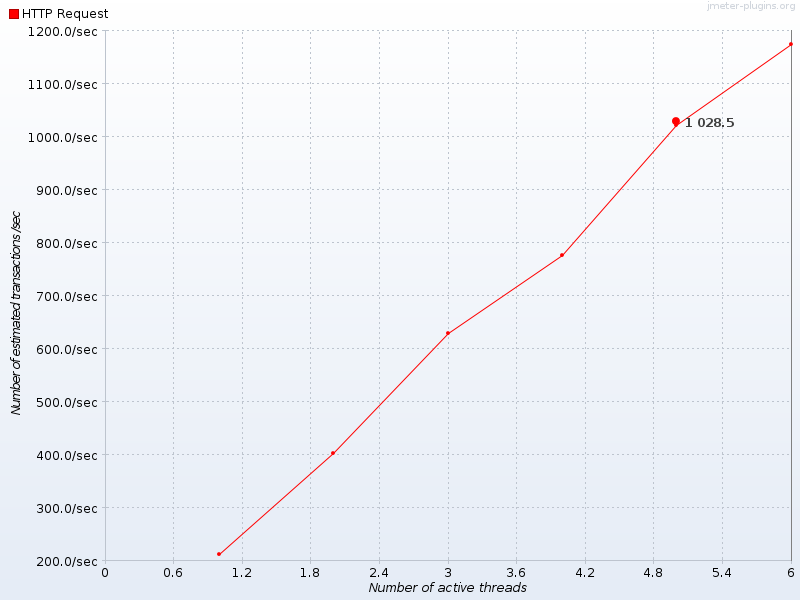 jmeter-plugins.org
HTTP Request
1200.0/sec
1100.0/sec
1000.0/sec
900.0/sec
800.0/sec
700.0/sec
600.0/sec
500.0/sec
400.0/sec
300.0/sec
200.0/sec
Number of estimated transactions /sec
1 028.5
0 0.6 1.2 1.8 2.4 3 3.6 4.2 4.8 5.4 6
Number of active threads